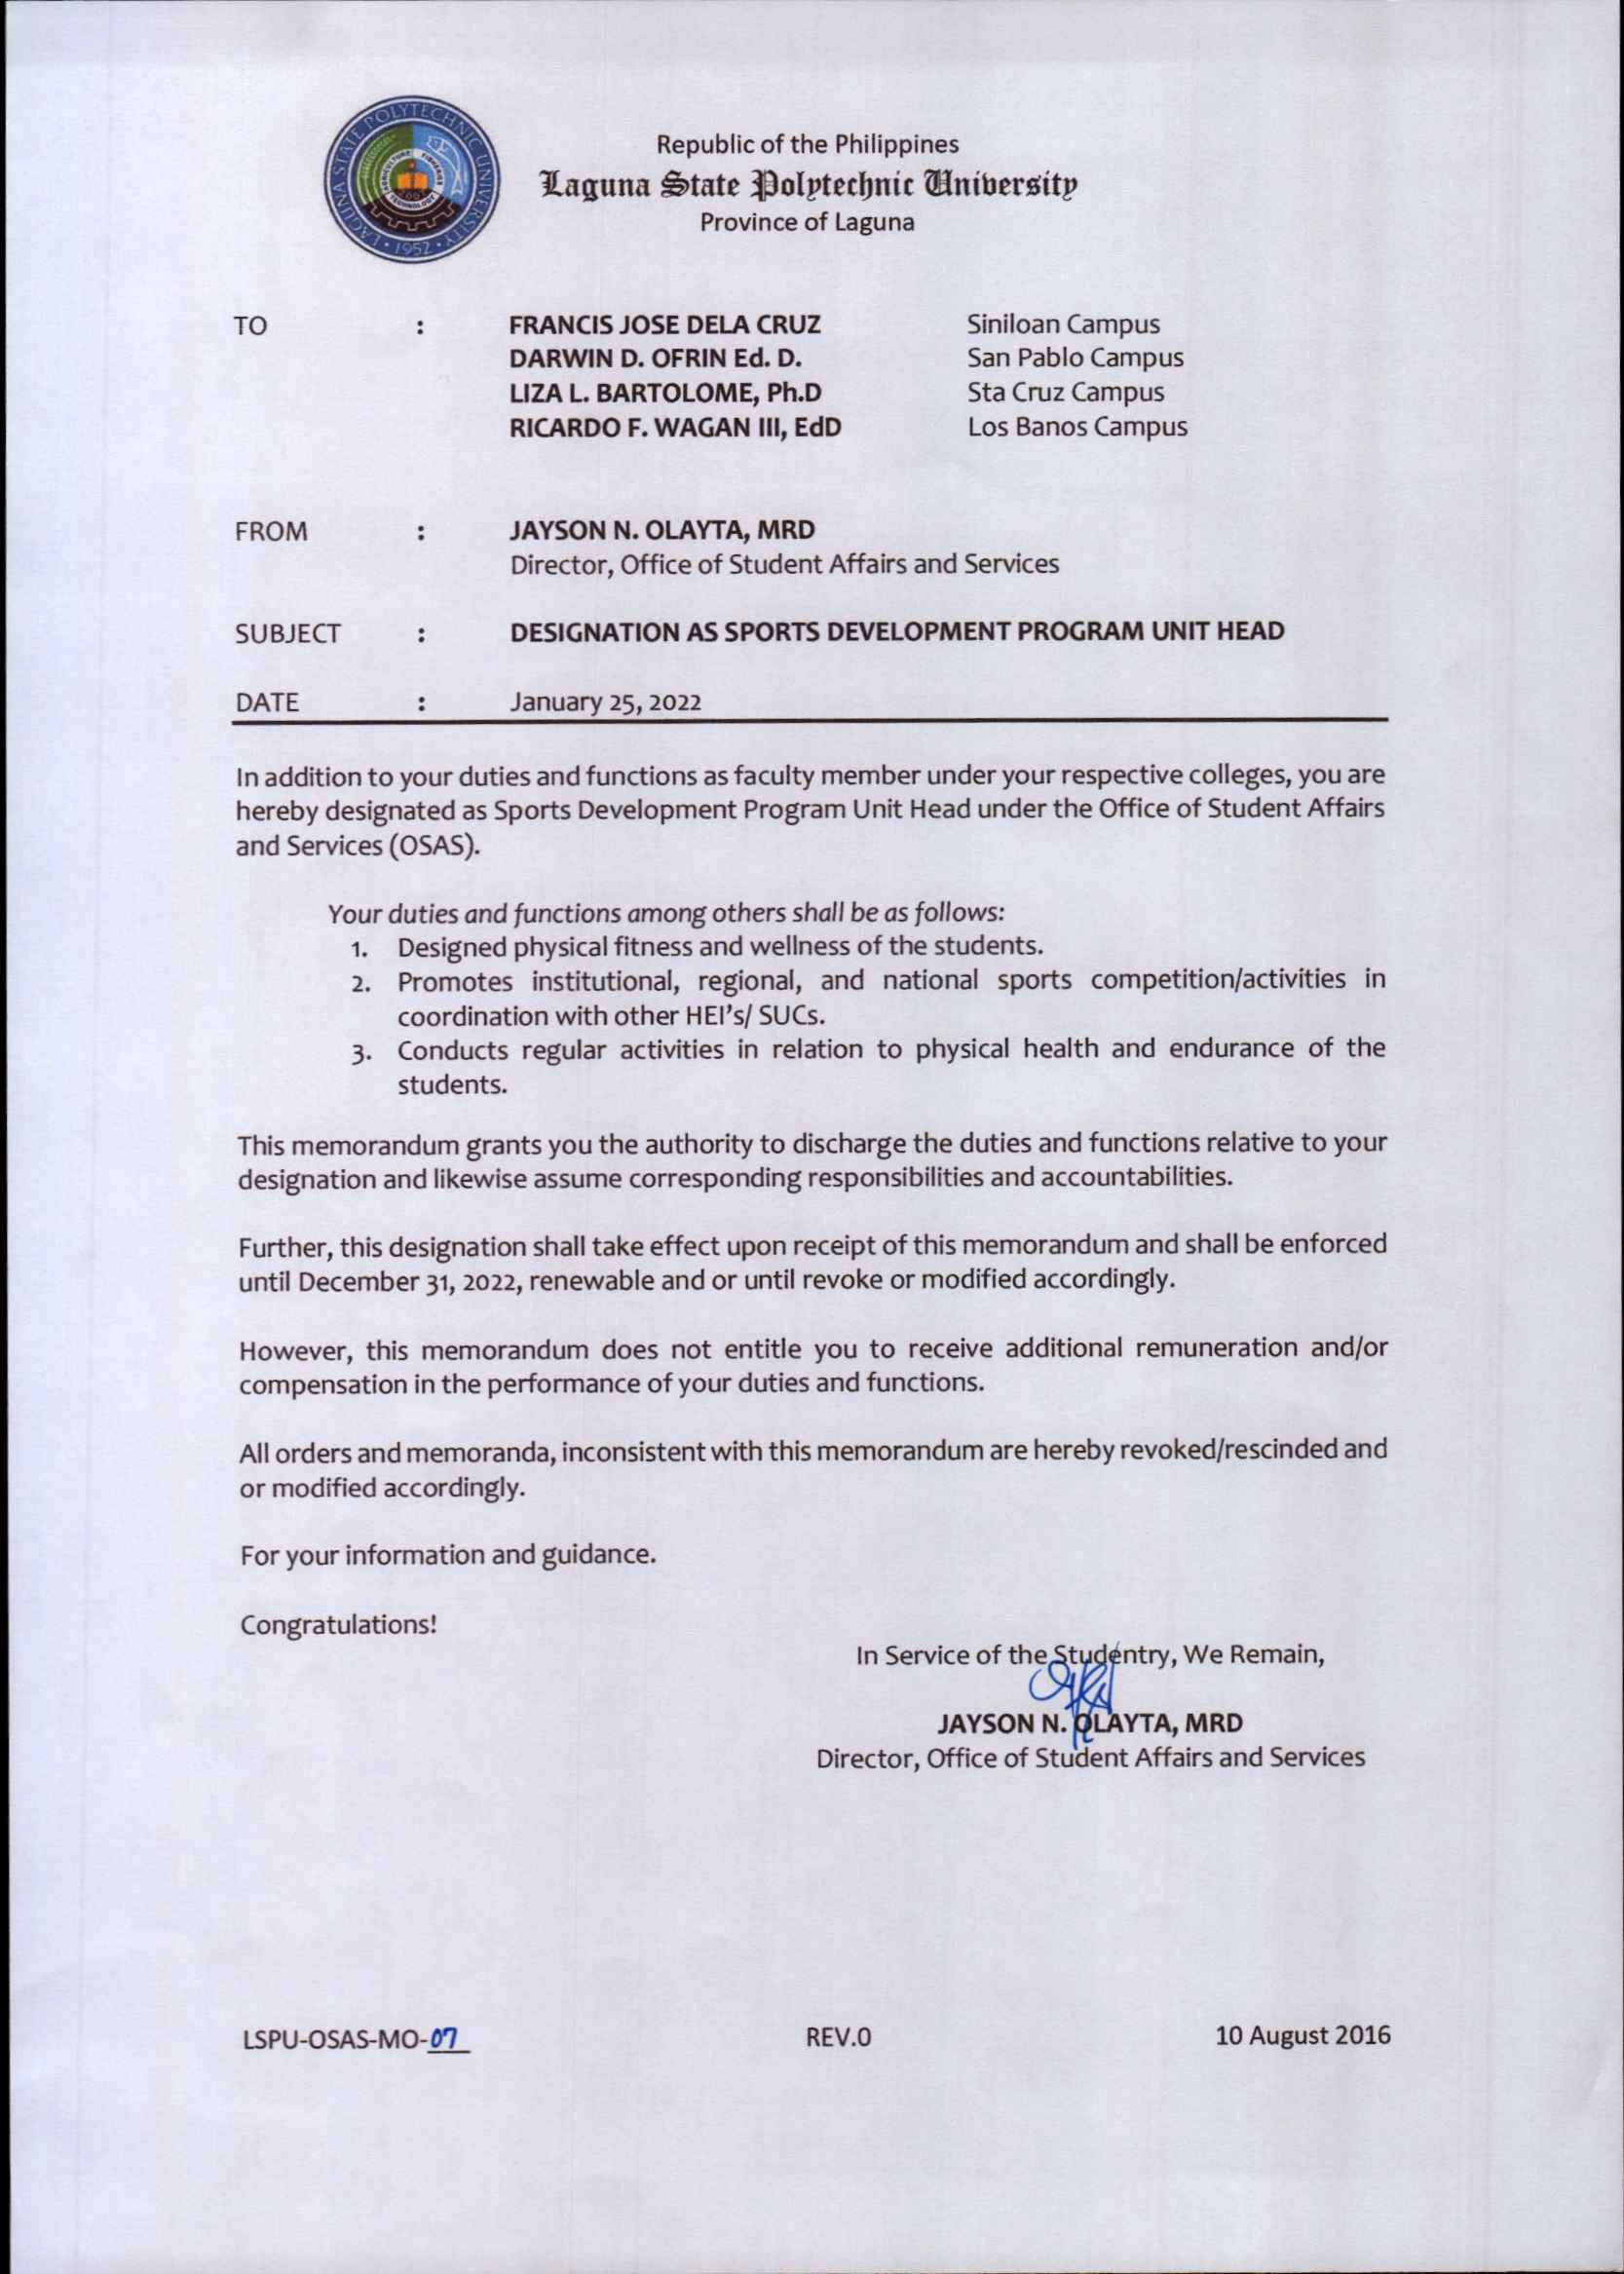 LAGUNA STATE POLYTECHNIC UNIVERSITY
• 1952 •
AGRICULTURE FISHERIES
TECHNOLOGY
Republic of the Philippines
Laguna State Polytechnic University
Province of Laguna
TO : FRANCIS JOSE DELA CRUZ Siniloan Campus
DARWIN D. OFRIN Ed. D. San Pablo Campus
LIZA L. BARTOLOME, Ph.D Sta Cruz Campus
RICARDO F. WAGAN III, EdD Los Banos Campus
FROM : JAYSON N. OLAYTA, MRD
Director, Office of Student Affairs and Services
SUBJECT : DESIGNATION AS SPORTS DEVELOPMENT PROGRAM UNIT HEAD
DATE : January 25, 2022
In addition to your duties and functions as faculty member under your respective colleges, you are
hereby designated as Sports Development Program Unit Head under the Office of Student Affairs
and Services (OSAS).
Your duties and functions among others shall be as follows:
1. Designed physical fitness and wellness of the students.
2. Promotes institutional, regional, and national sports competition/activities in
coordination with other HEI's/ SUCs.
3. Conducts regular activities in relation to physical health and endurance of the
students.
This memorandum grants you the authority to discharge the duties and functions relative to your
designation and likewise assume corresponding responsibilities and accountabilities.
Further, this designation shall take effect upon receipt of this memorandum and shall be enforced
until December 31, 2022, renewable and or until revoke or modified accordingly.
However, this memorandum does not entitle you to receive additional remuneration and/or
compensation in the performance of your duties and functions.
All orders and memoranda, inconsistent with this memorandum are hereby revoked/rescinded and
or modified accordingly.
For your information and guidance.
Congratulations!
In Service of the Studentry, We Remain,
JAYSON N. OLAYTA, MRD
Director, Office of Student Affairs and Services
LSPU-OSAS-MO-07 REV.0 10 August 2016